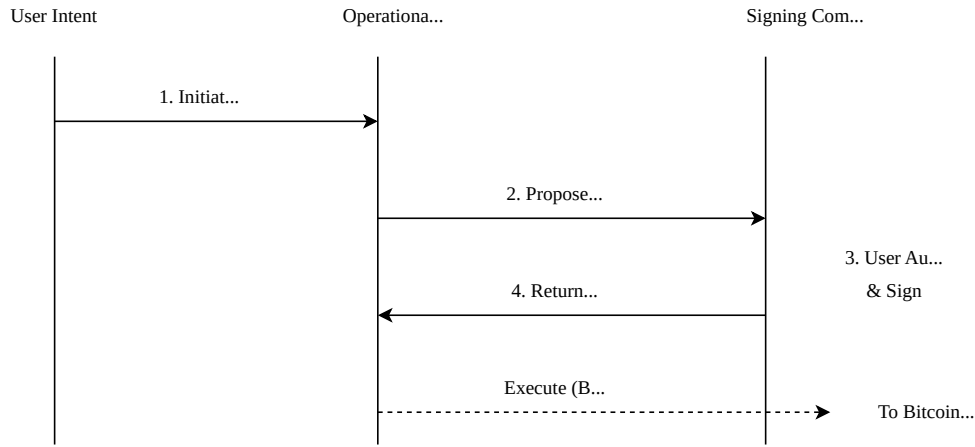 User Intent
Operationa...
Signing Com...
1. Initiat...
2. Propose...
3. User Au...
& Sign
4. Return...
Execute (B...
To Bitcoin...